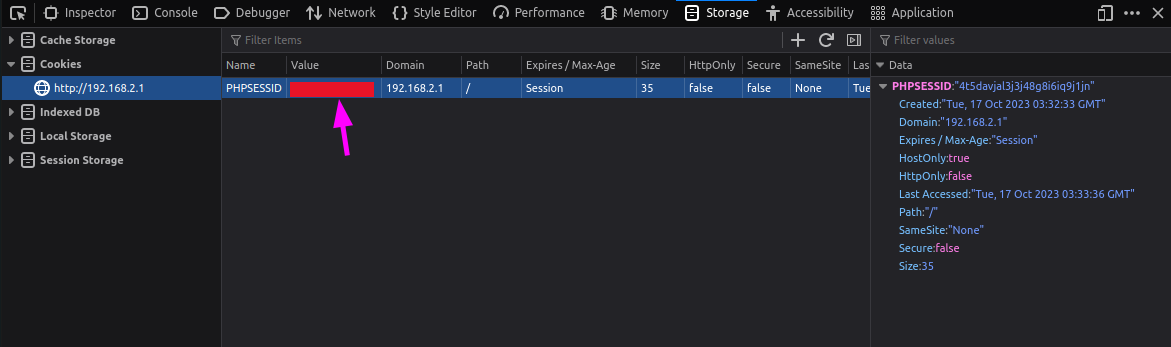 Inspector Console Debugger Network Style Editor Performance Memory Storage Accessibility Application
Cache Storage
Cookies
http://192.168.2.1
Indexed DB
Local Storage
Session Storage
Filter Items
Name Value Domain Path Expires / Max-Age Size HttpOnly Secure SameSite Las
PHPSESSID 192.168.2.1 / Session 35 false false None Tue
Filter values
Data
PHPSESSID:"4t5davjal3j3j48g8i6iq9j1jn"
Created:"Tue, 17 Oct 2023 03:32:33 GMT"
Domain:"192.168.2.1"
Expires / Max-Age:"Session"
HostOnly:true
HttpOnly:false
Last Accessed:"Tue, 17 Oct 2023 03:33:36 GMT"
Path:"/"
SameSite:"None"
Secure:false
Size:35